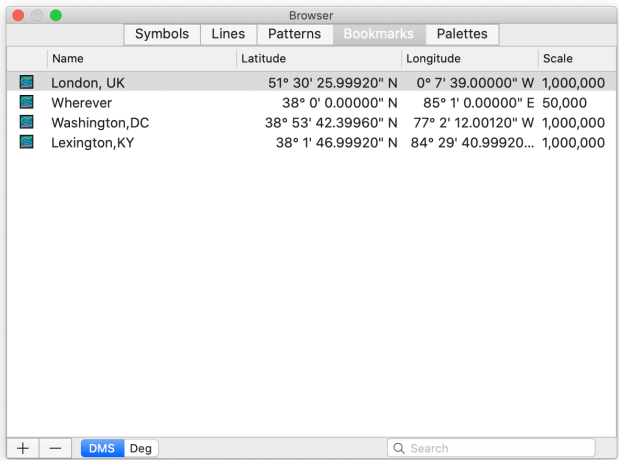 Browser
Symbols Lines Patterns Bookmarks Palettes
Name Latitude Longitude Scale
London, UK 51° 30' 25.99920" N 0° 7' 39.00000" W 1,000,000
Wherever 38° 0' 0.00000" N 85° 1' 0.00000" E 50,000
Washington,DC 38° 53' 42.39960" N 77° 2' 12.00120" W 1,000,000
Lexington,KY 38° 1' 46.99920" N 84° 29' 40.99920... 1,000,000
+ − DMS Deg Search